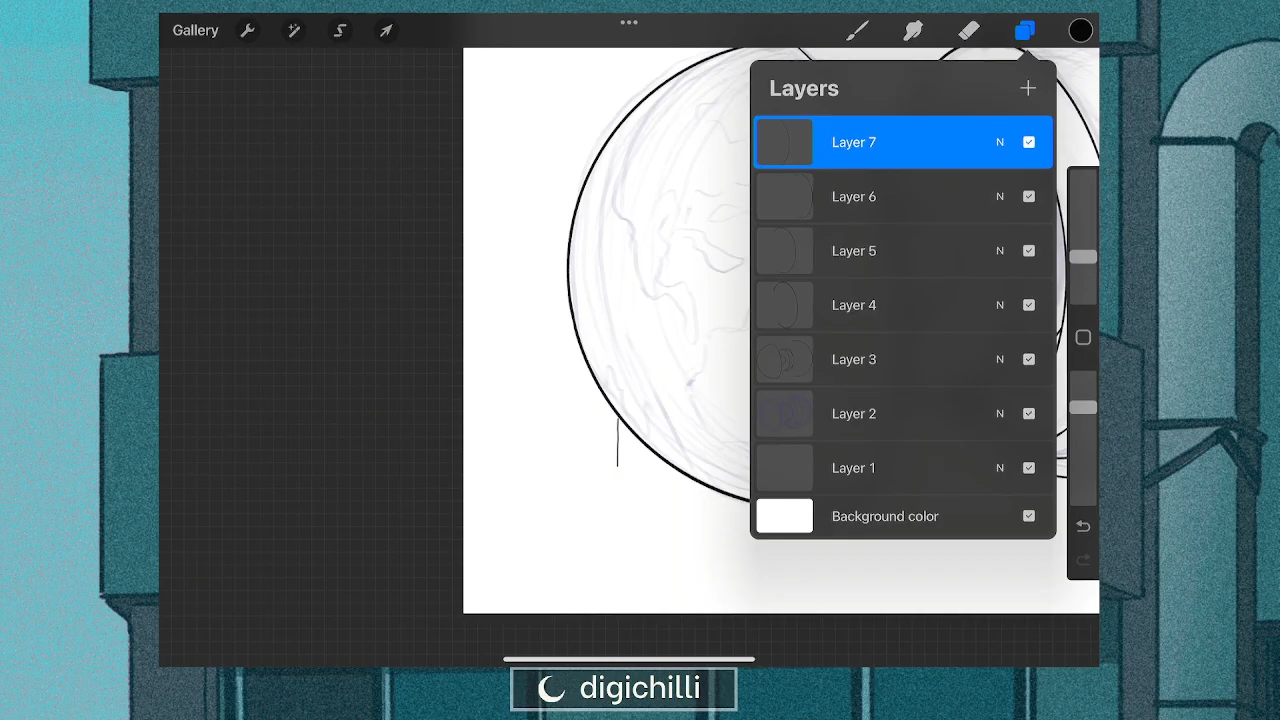 Gallery
Layers
Layer 7 N
Layer 6 N
Layer 5 N
Layer 4 N
Layer 3 N
Layer 2 N
Layer 1 N
Background color
digichilli